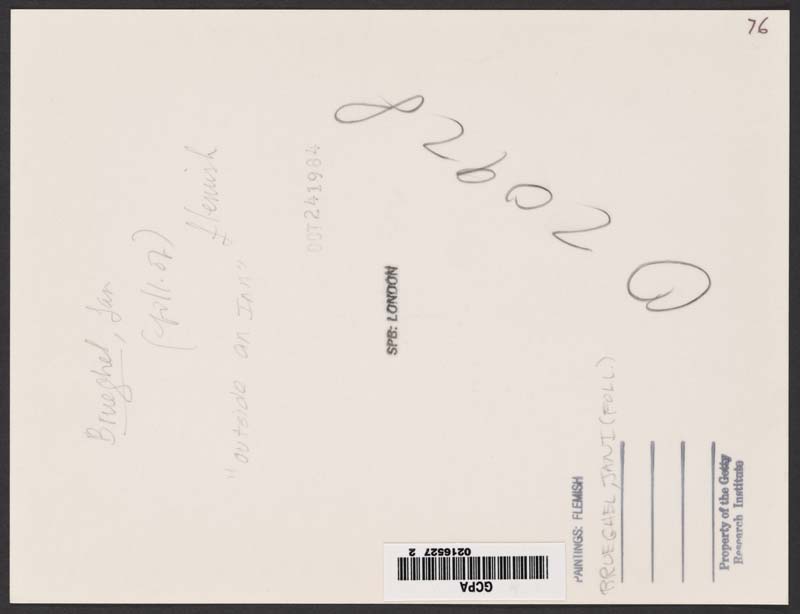 76
Brueghel, Jan
(foll. of)
Flemish
"outside an Inn"
OCT 24 1984
SPB: LONDON
PAINTINGS: FLEMISH
BRUEGHEL, JAN I (FOLL.)
Property of the Getty
Research Institute
GCPA
0216527 2